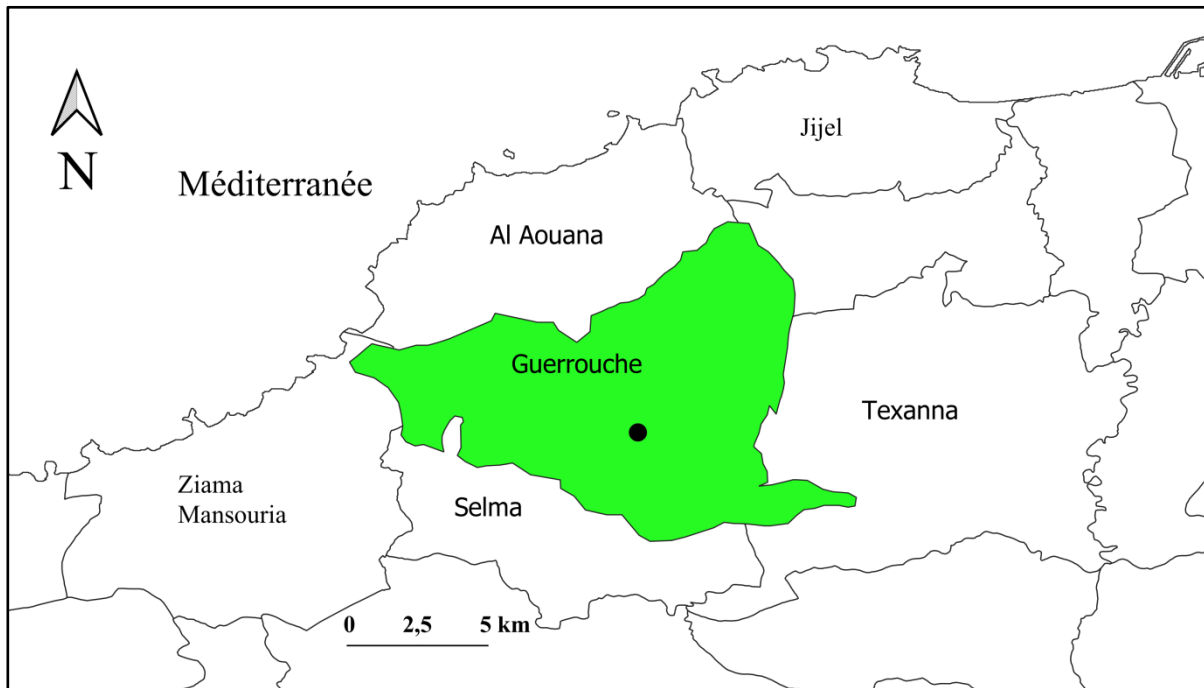 Jijel
N
Méditerranée
Al Aouana
Guerrouche
Texanna
Ziama
Mansouria
Selma
0 2,5 5 km